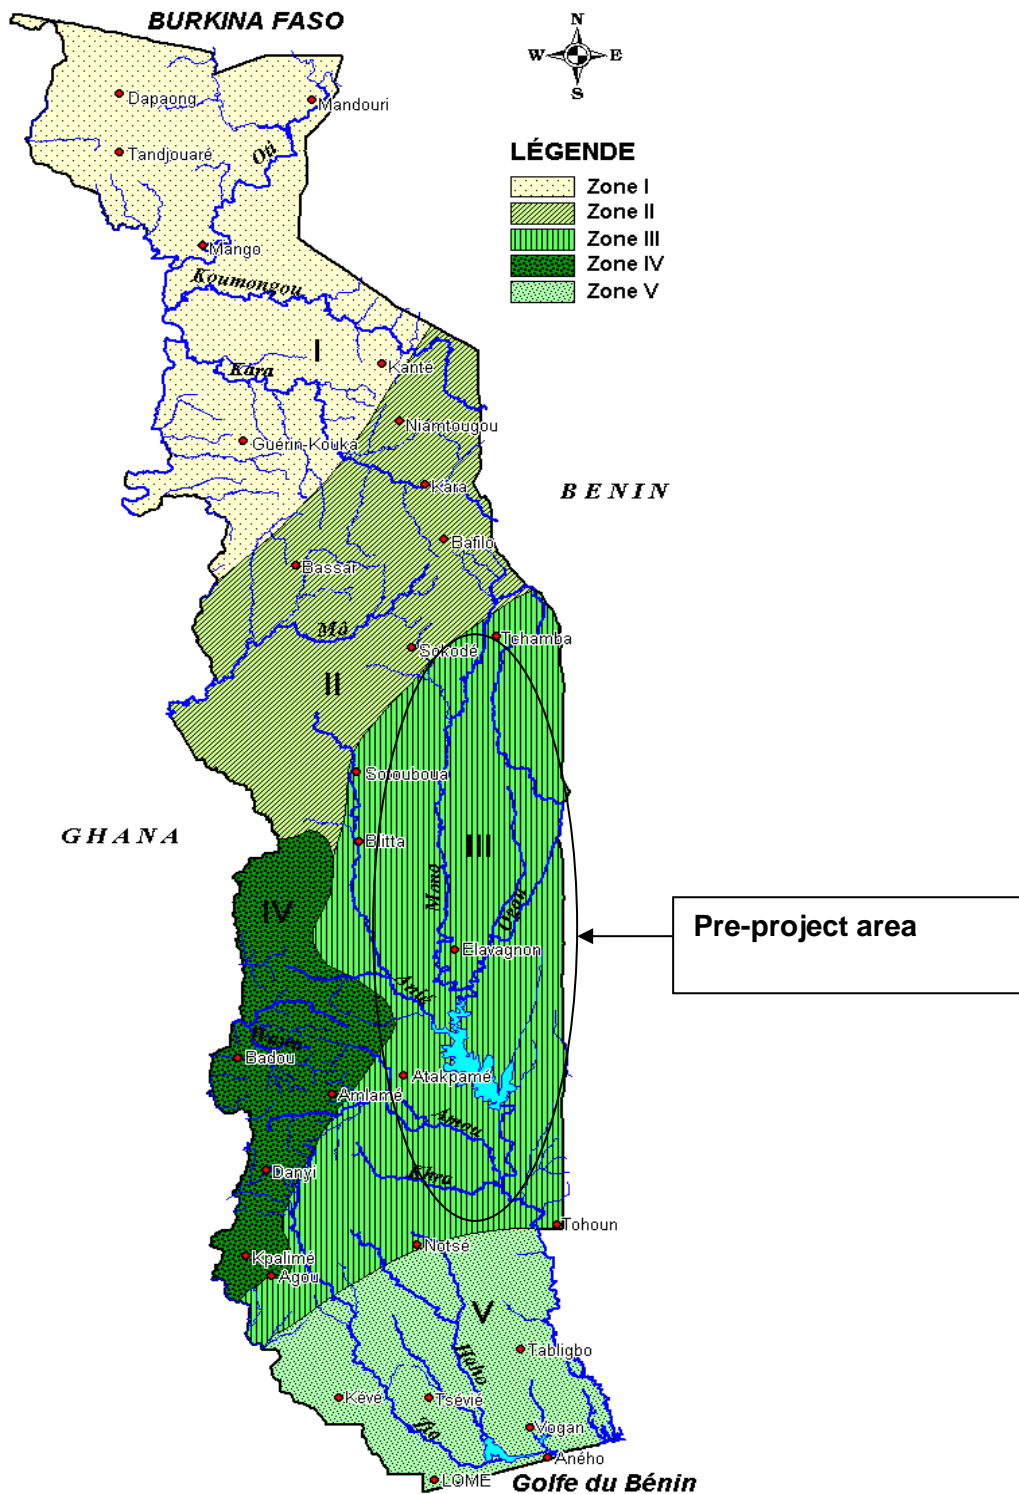 BURKINA FASO
N
W E
S
LÉGENDE
Zone I
Zone II
Zone III
Zone IV
Zone V
Dapaong
Mandouri
Tandjouaré
Oti
Mango
Koumongou
I
Kara
Kanté
Niamtougou
Guérin-Kouka
Kara
BENIN
Bafilo
Bassar
Mô
Tchamba
Sokodé
II
Sotouboua
GHANA
Blitta
III
Mono
Ogou
IV
Pre-project area
Elavagnon
Anié
Badou
Atakpamé
Amlamé
Amou
Khra
Danyi
Tohoun
Notsé
Kpalimé
Agou
V
Haho
Tabligbo
Kévé
Tsévié
Zio
Vogan
Aného
LOME
Golfe du Bénin